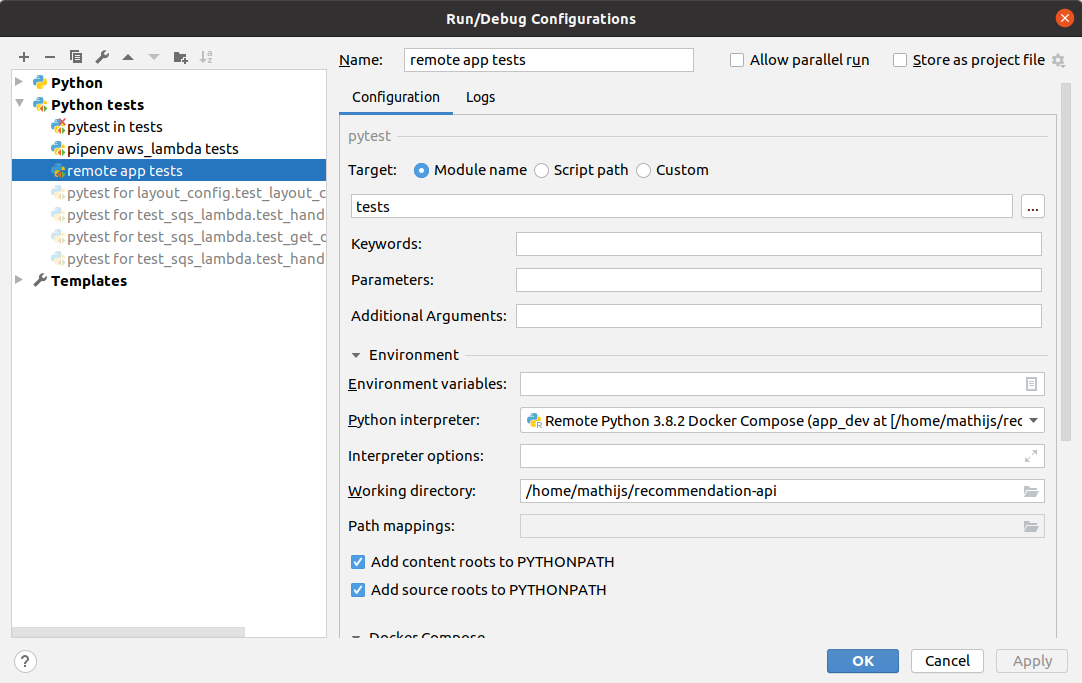 Run/Debug Configurations
Name: remote app tests Allow parallel run Store as project file
Python
Python tests
pytest in tests
pipenv aws_lambda tests
remote app tests
pytest for layout_config.test_layout_c
pytest for test_sqs_lambda.test_hand
pytest for test_sqs_lambda.test_get_c
pytest for test_sqs_lambda.test_hand
Templates
Configuration Logs
pytest
Target: Module name Script path Custom
tests ...
Keywords:
Parameters:
Additional Arguments:
Environment
Environment variables:
Python interpreter: Remote Python 3.8.2 Docker Compose (app_dev at [/home/mathijs/rec
Interpreter options:
Working directory: /home/mathijs/recommendation-api
Path mappings:
Add content roots to PYTHONPATH
Add source roots to PYTHONPATH
Docker Compose
? OK Cancel Apply